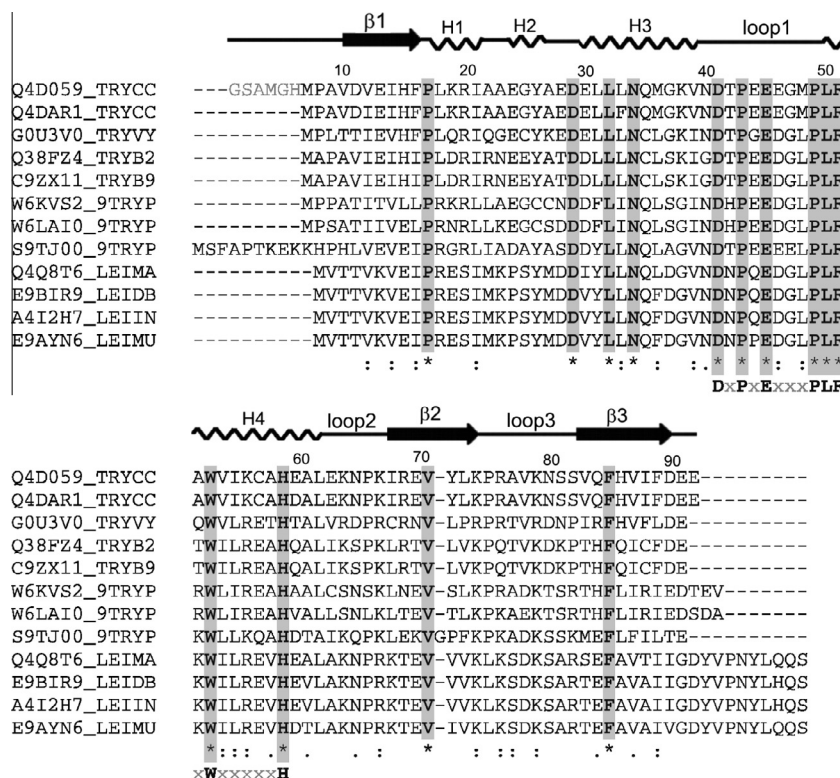 β1 H1 H2 H3 loop1
10 20 30 40 50
Q4D059_TRYCC ---GSAMGHMPAVDVEIHFPLKRIAAEGYAEDELLLNQMGKVNDTPEEEGMPLR
Q4DAR1_TRYCC ---------MPAVDVEIHFPLKRIAAEGYAEDELLFNQMGKVNDTPEEEGMPLR
G0U3V0_TRYVY ---------MPLTTIEVHFPLQRIQGECYKEDELLLNCLGKINDTPGEDGLPLR
Q38FZ4_TRYB2 ---------MAPAVIEIHIPLDRIRNEEYATDDLLLNCLSKIGDTPEEDGLPLR
C9ZX11_TRYB9 ---------MAPAVIEIHIPLDRIRNEEYATDDLLLNCLSKIGDTPEEDGLPLR
W6KVS2_9TRYP ---------MPPATITVLLPRKRLLAEGCCNDDFLINQLSGINDHPEEDGLPLR
W6LAI0_9TRYP ---------MPSATIIVELPRNRLLKEGCSDDDFLLNQLSGINDTPEEDGLPLR
S9TJ00_9TRYP MSFAPTKEKKHPHLVEVEIPRGRLIADAYASDDYLLNQLAGVNDTPEEEELPLR
Q4Q8T6_LEIMA ----------MVTTVKVEIPRESIMKPSYMDDIYLLNQLDGVNDNPQEDGLPLR
E9BIR9_LEIDB ----------MVTTVKVEIPRESIMKPSYMDDVYLLNQFDGVNDNPQEDGLPLR
A4I2H7_LEIIN ----------MVTTVKVEIPRESIMKPSYMDDVYLLNQFDGVNDNPQEDGLPLR
E9AYN6_LEIMU ----------MVTTVKVEIPRESIMKPSYMDDVYLLNQFDGVNDNPPEDGLPLR
: : : * : * *: * : :. * * *: : ***
DxPxExxxPLR
H4 loop2 β2 loop3 β3
60 70 80 90
Q4D059_TRYCC AWVIKCAHEALEKNPKIREV-YLKPRAVKNSSVQFHVIFDEE---------
Q4DAR1_TRYCC AWVIKCAHDALEKNPKIREV-YLKPRAVKNSSVQFHVIFDEE---------
G0U3V0_TRYVY QWVLRETHTALVRDPRCRNV-LPRPRTVRDNPIRFHVFLDE----------
Q38FZ4_TRYB2 TWILREAHQALIKSPKLRTV-LVKPQTVKDKPTHFQICFDE----------
C9ZX11_TRYB9 TWILREAHQALIKSPKLRTV-LVKPQTVKDKPTHFQICFDE----------
W6KVS2_9TRYP RWLIREAHAALCSNSKLNEV-SLKPRADKTSRTHFLIRIEDTEV-------
W6LAI0_9TRYP RWLIREAHVALLSNLKLTEV-TLKPKAEKTSRTHFLIRIEDSDA-------
S9TJ00_9TRYP KWLLKQAHDTAIKQPKLEKVGPFKPKADKSSKMEFLFILTE----------
Q4Q8T6_LEIMA KWILREVHEVLAKNPRKTEV-VVKLKSDKSARSEFAVTIIGDYVPNYLQQS
E9BIR9_LEIDB KWILREVHEVLAKNPRKTEV-VVKLKSDKSARTEFAVAIIGDYVPNYLHQS
A4I2H7_LEIIN KWILREVHEVLAKNPRKTEV-VVKLKSDKSARTEFAVAIIGDYVPNYLQQS
E9AYN6_LEIMU KWILREVHDTLAKNPRKTEV-IVKLKSDKSARTEFAVAIVGDYVPNYLQQS
* ::: .* . . : * : : : . * . :
xWxxxxxH